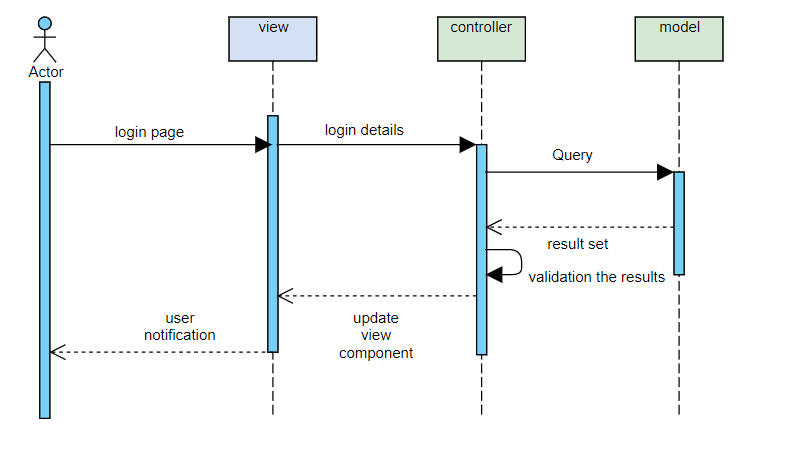 view
controller
model
Actor
login page
login details
Query
result set
validation the results
user
notification
update
view
component